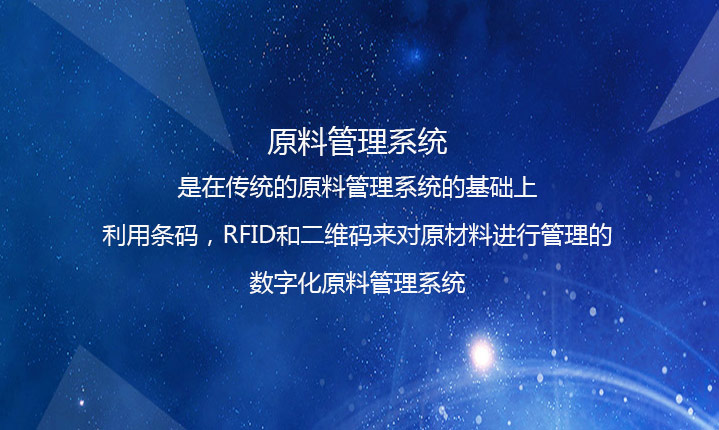 原料管理系统
是在传统的原料管理系统的基础上
利用条码，RFID和二维码来对原材料进行管理的
数字化原料管理系统